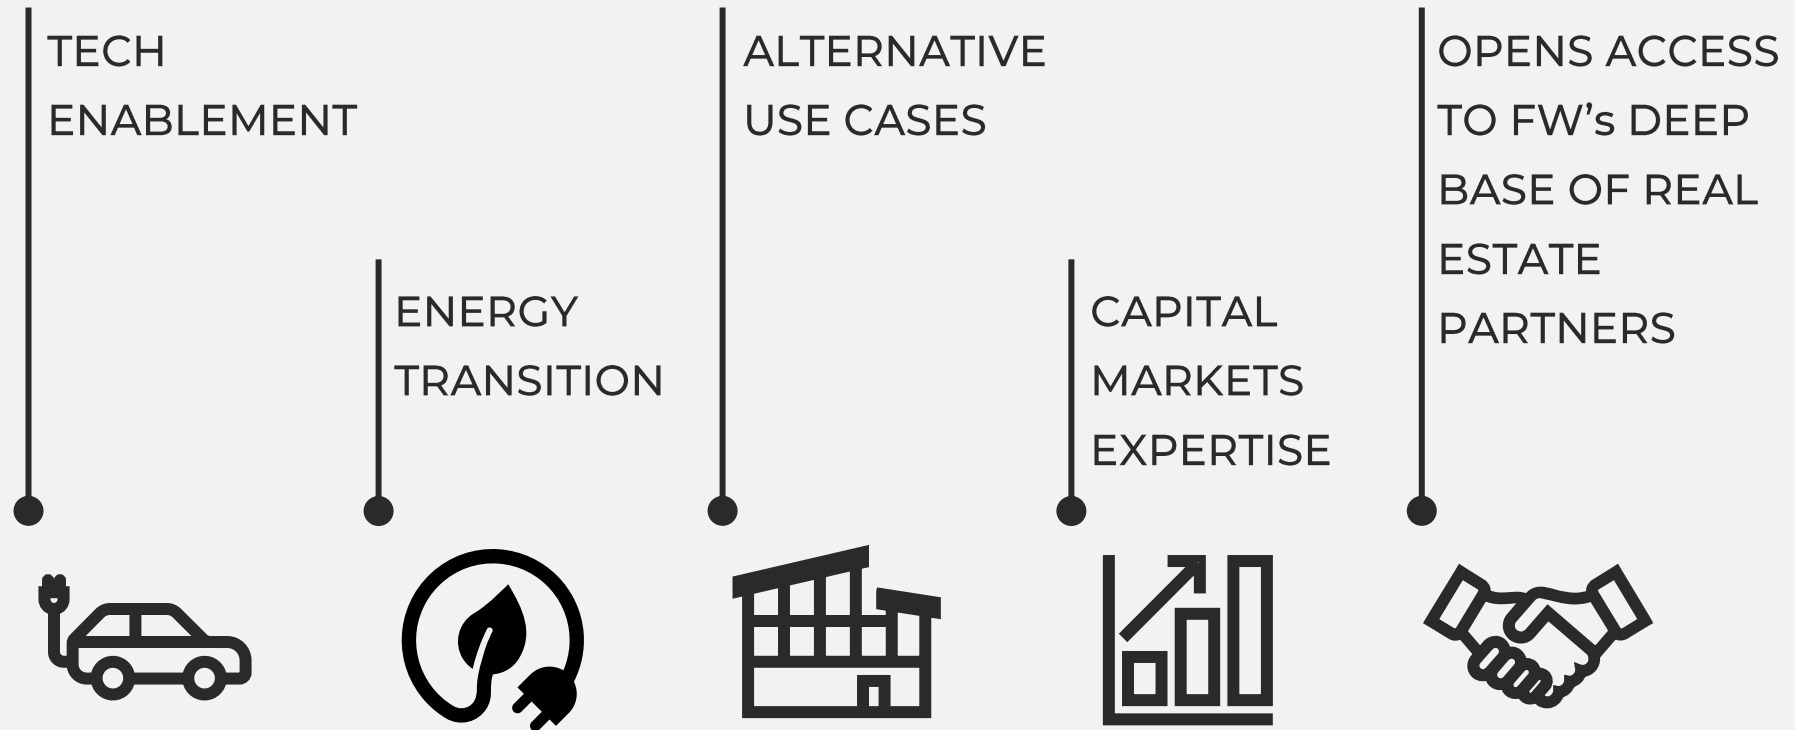 TECH
ENABLEMENT
ENERGY
TRANSITION
ALTERNATIVE
USE CASES
CAPITAL
MARKETS
EXPERTISE
OPENS ACCESS
TO FW’s DEEP
BASE OF REAL
ESTATE
PARTNERS